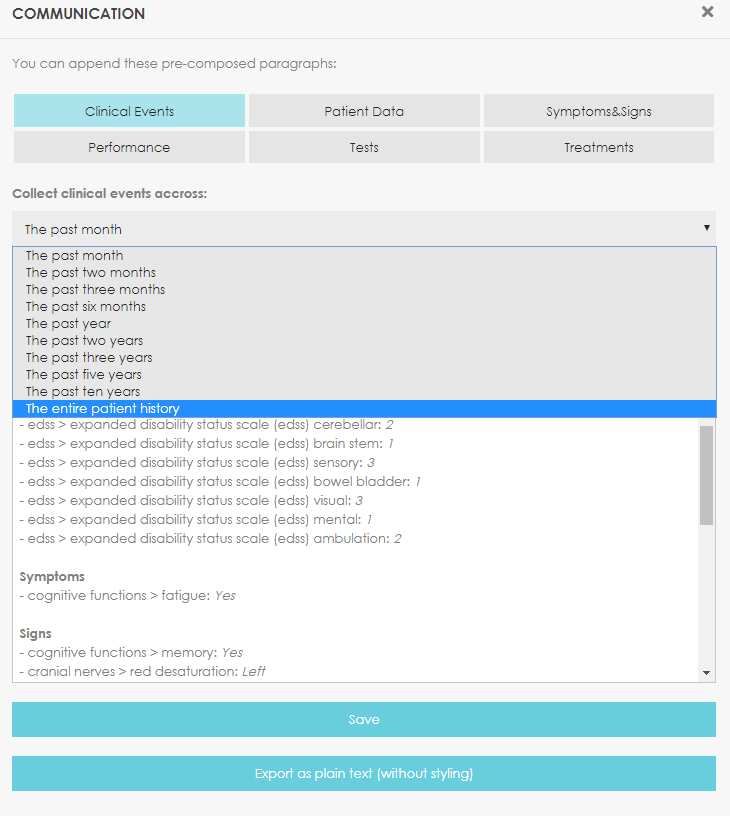 COMMUNICATION
You can append these pre-composed paragraphs:
Clinical Events Patient Data Symptoms&Signs
Performance Tests Treatments
Collect clinical events accross:
The past month
The past month
The past two months
The past three months
The past six months
The past year
The past two years
The past three years
The past five years
The past ten years
The entire patient history
- edss > expanded disability status scale (edss) cerebellar: 2
- edss > expanded disability status scale (edss) brain stem: 1
- edss > expanded disability status scale (edss) sensory: 3
- edss > expanded disability status scale (edss) bowel bladder: 1
- edss > expanded disability status scale (edss) visual: 3
- edss > expanded disability status scale (edss) mental: 1
- edss > expanded disability status scale (edss) ambulation: 2
Symptoms
- cognitive functions > fatigue: Yes
Signs
- cognitive functions > memory: Yes
- cranial nerves > red desaturation: Left
Save
Export as plain text (without styling)